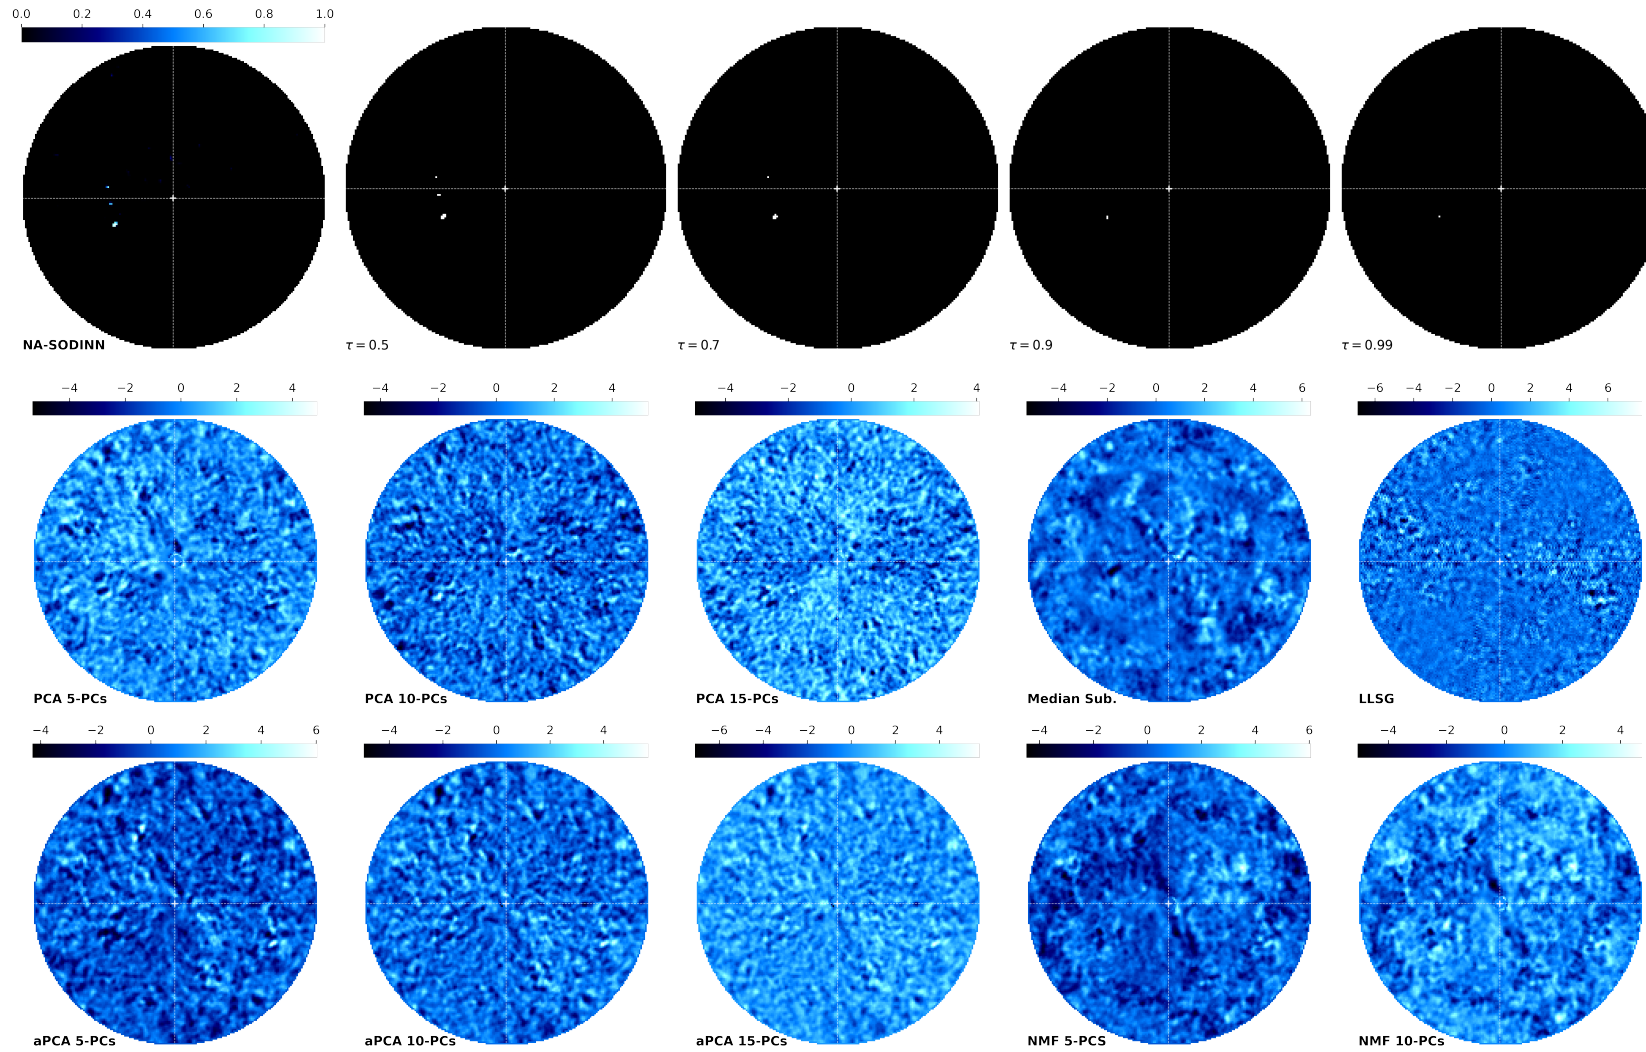 0.0 0.2 0.4 0.6 0.8 1.0
NA-SODINN
τ = 0.5
τ = 0.7
τ = 0.9
τ = 0.99
−4 −2 0 2 4
−4 −2 0 2 4
−4 −2 0 2 4
−4 −2 0 2 4 6
−6 −4 −2 0 2 4 6
PCA 5-PCs
PCA 10-PCs
PCA 15-PCs
Median Sub.
LLSG
−4 −2 0 2 4 6
−4 −2 0 2 4
−6 −4 −2 0 2 4
−4 −2 0 2 4 6
−4 −2 0 2 4
aPCA 5-PCs
aPCA 10-PCs
aPCA 15-PCs
NMF 5-PCS
NMF 10-PCs